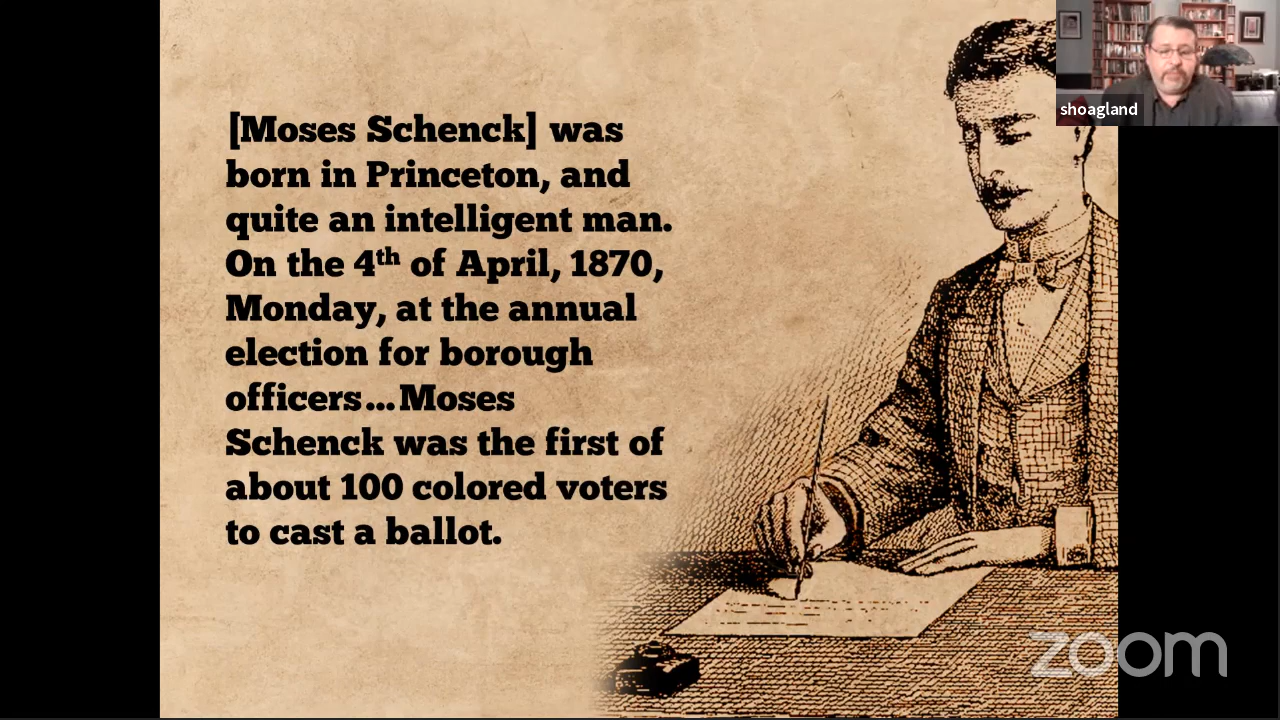 [Moses Schenck] was
born in Princeton, and
quite an intelligent man.
On the 4th of April, 1870,
Monday, at the annual
election for borough
officers...Moses
Schenck was the first of
about 100 colored voters
to cast a ballot.
shoagland
zoom